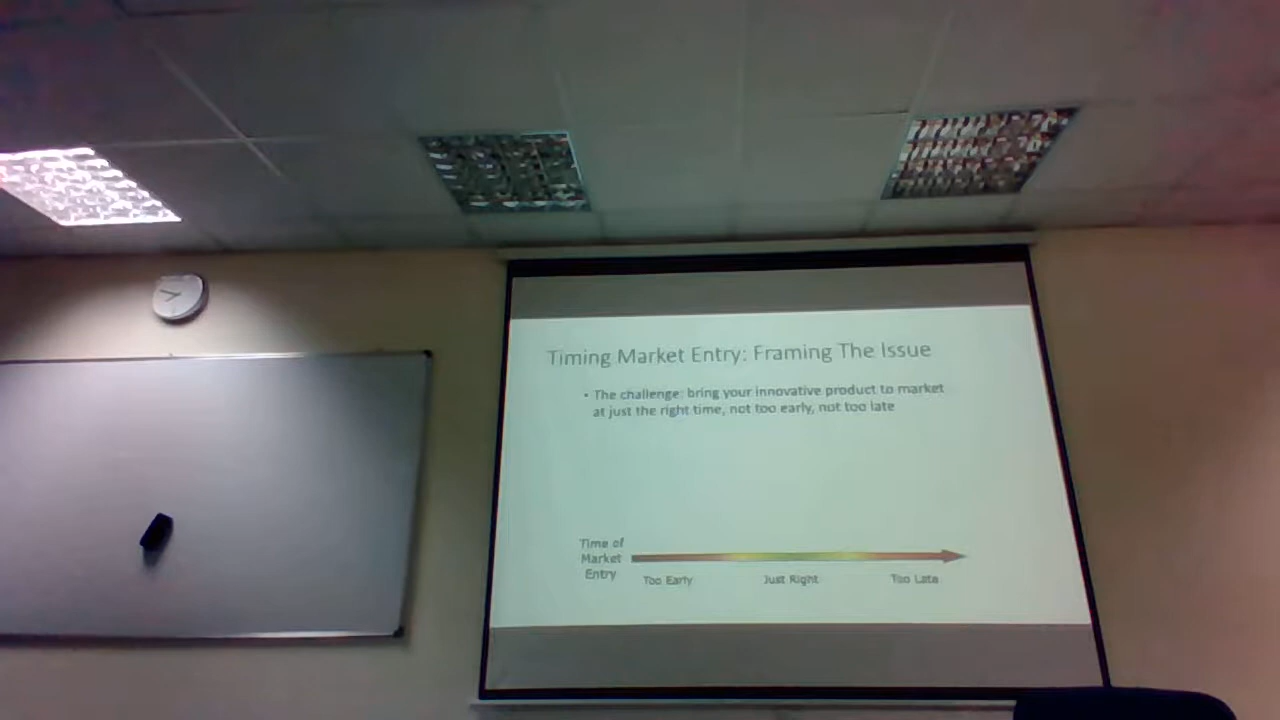 Timing Market Entry: Framing The Issue
• The challenge: bring your innovative product to market
at just the right time, not too early, not too late
Time of
Market
Entry
Too Early
Just Right
Too Late